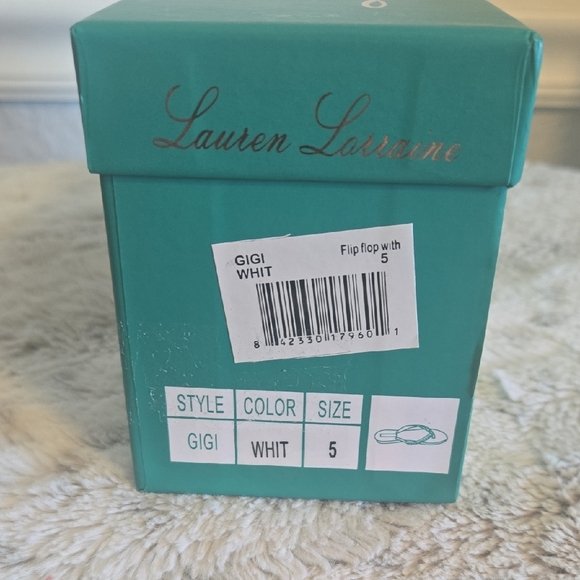 Lauren Lorraine
GIGI Flip flop with
WHIT 5
8 42330 17960 1
STYLE COLOR SIZE
GIGI WHIT 5